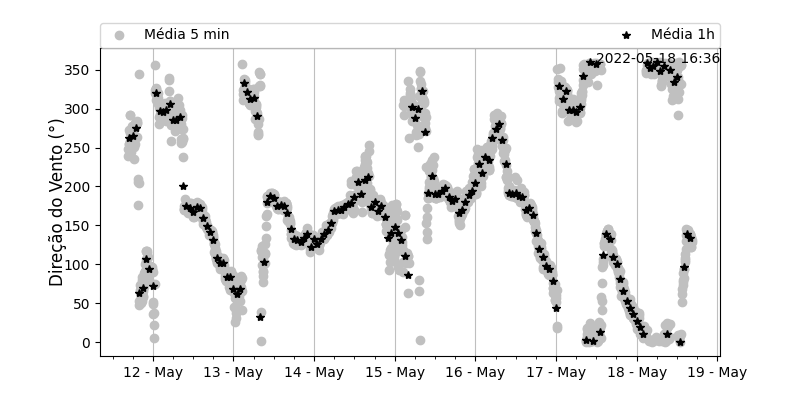 Média 5 min
Média 1h
2022-05-18 16:36
Direção do Vento (°)
350
300
250
200
150
100
50
0
12 - May
13 - May
14 - May
15 - May
16 - May
17 - May
18 - May
19 - May